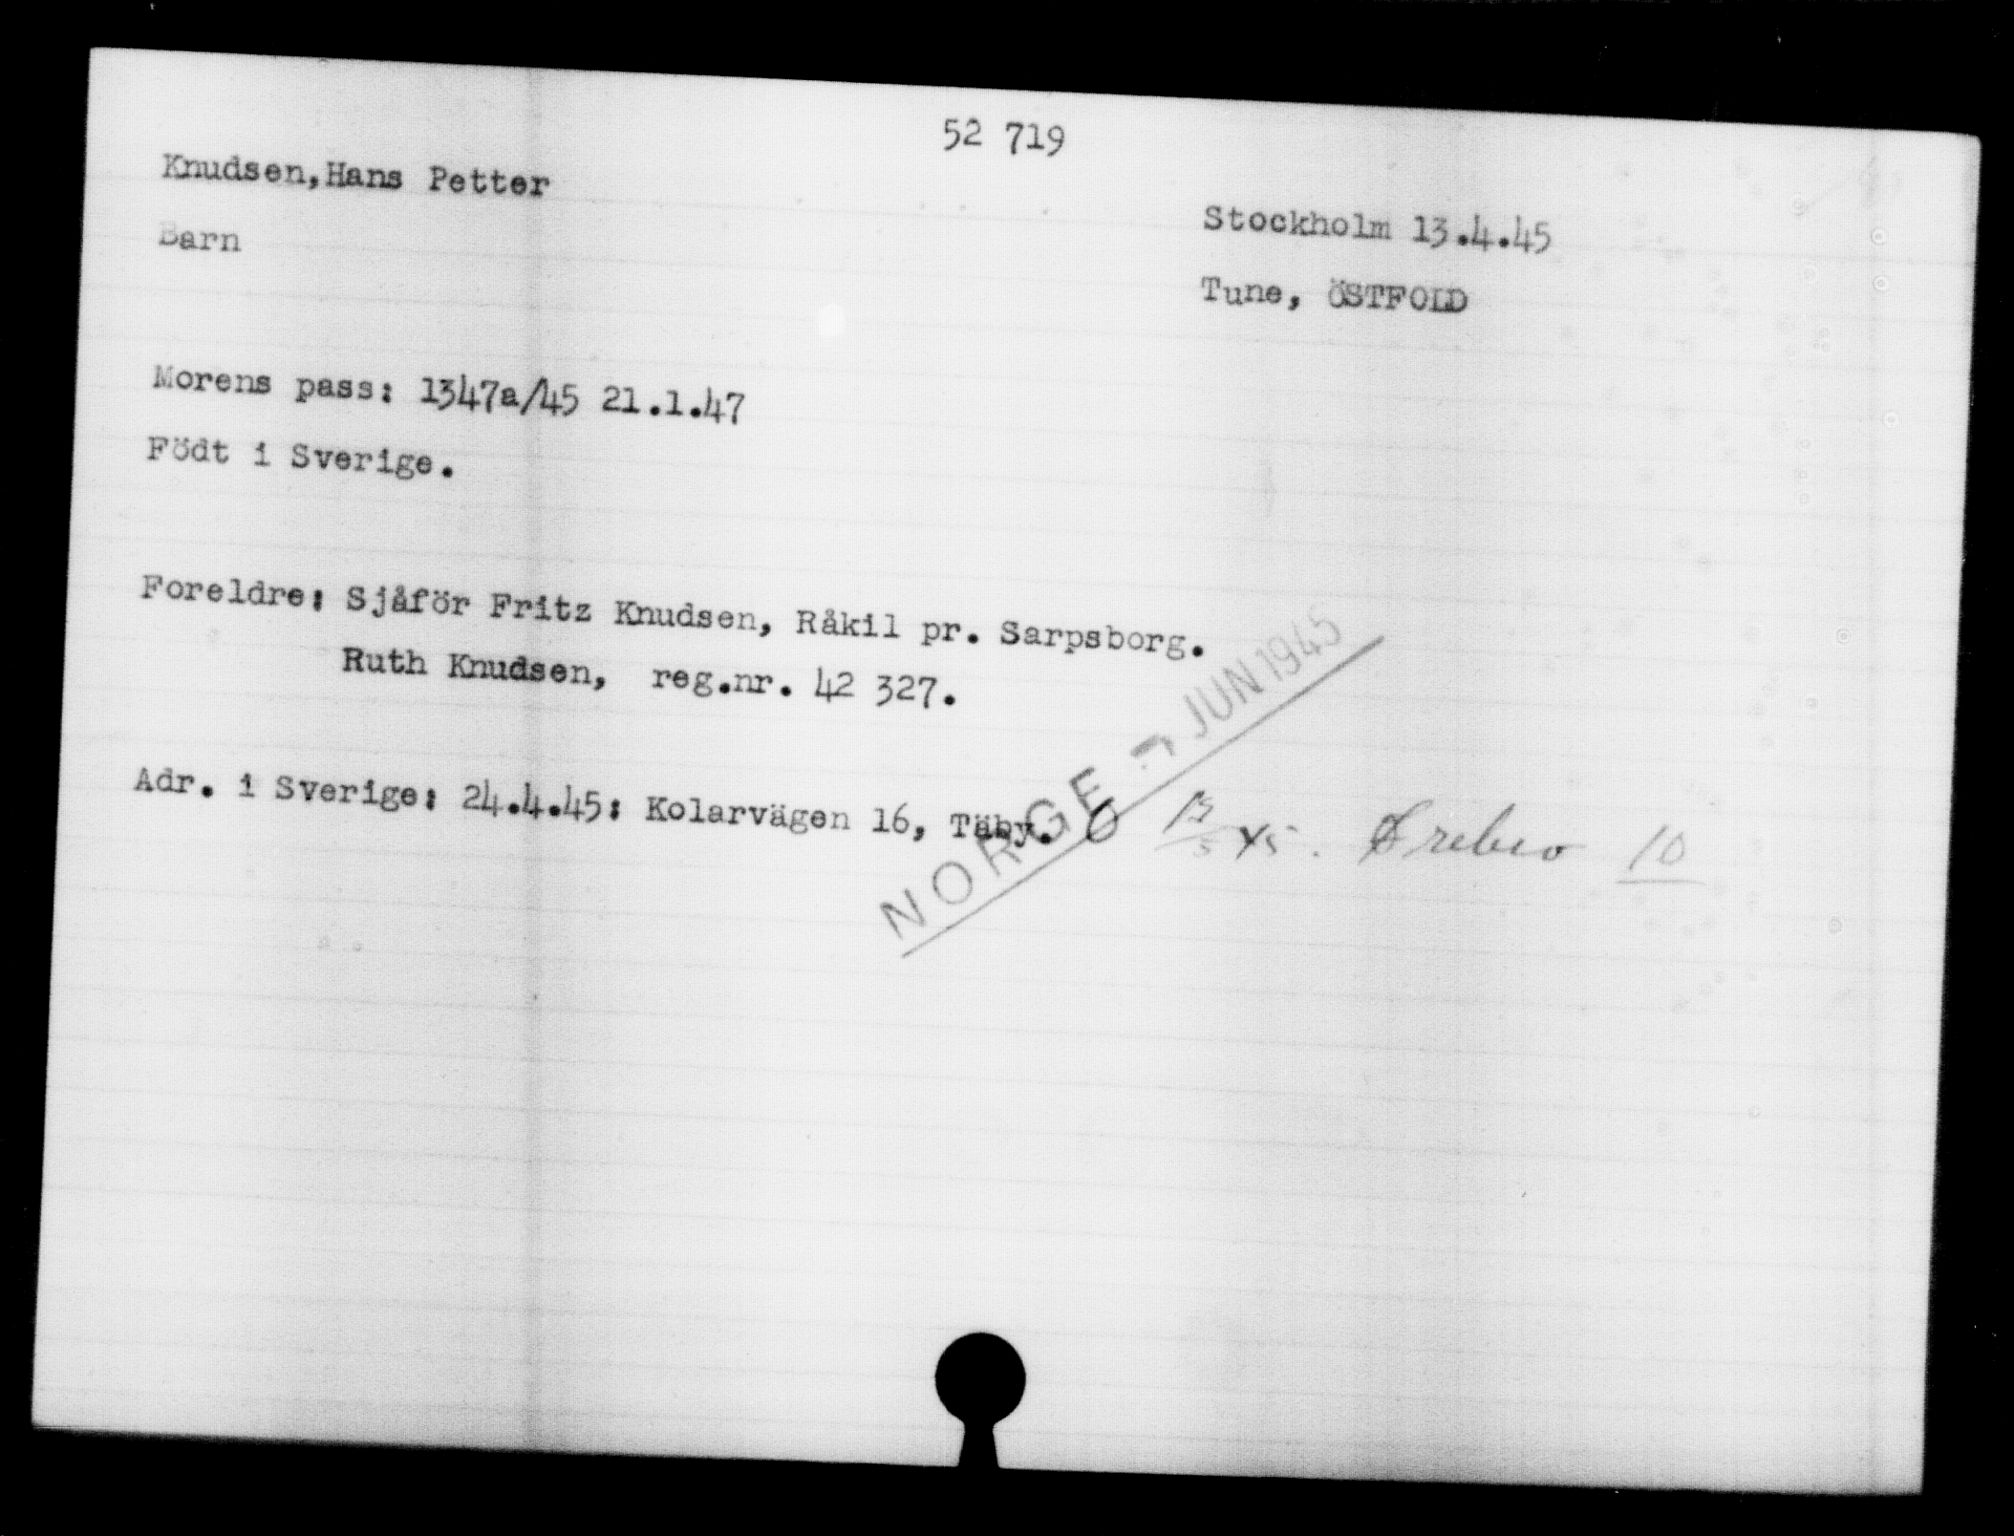 52 719
Knudsen,Hans Petter
Stockholm 13.4.45
Barn
Tune, ÖSTFOLD
Morens pass: 1347a/45 21.1.47
Födt i Sverige.
Foreldre: Sjåför Fritz Knudsen, Råkil pr. Sarpsborg.
Ruth Knudsen, reg.nr. 42 327.
Adr. i Sverige: 24.4.45: Kolarvägen 16, Täby. 13/5 45. Ørebro 10
NORGE 7 JUN 1945